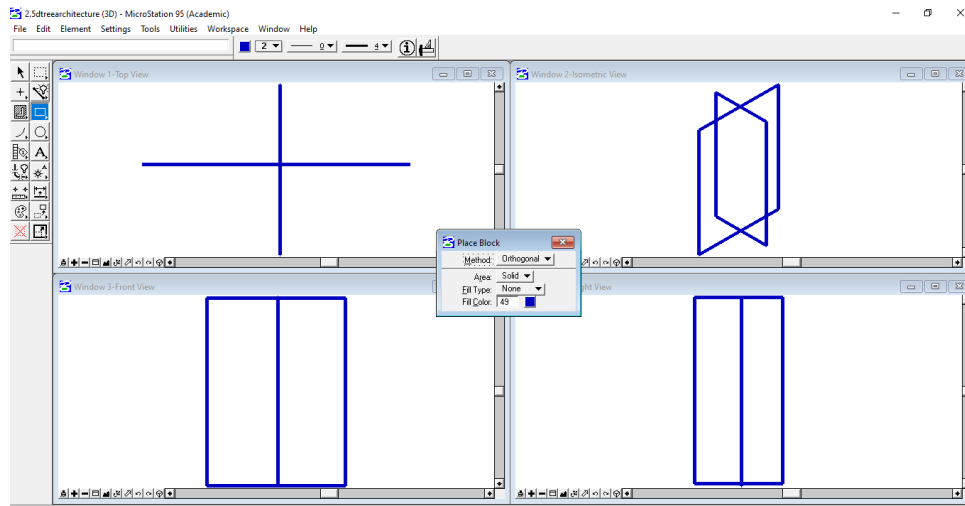 2.5dtreearchitecture (3D) - MicroStation 95 (Academic)
File Edit Element Settings Tools Utilities Workspace Window Help
2 0 4
Window 1-Top View
Window 2-Isometric View
A
Place Block
Method: Orthogonal
Area: Solid
Fill Type: None
Fill Color: 49
Window 3-Front View
ght View